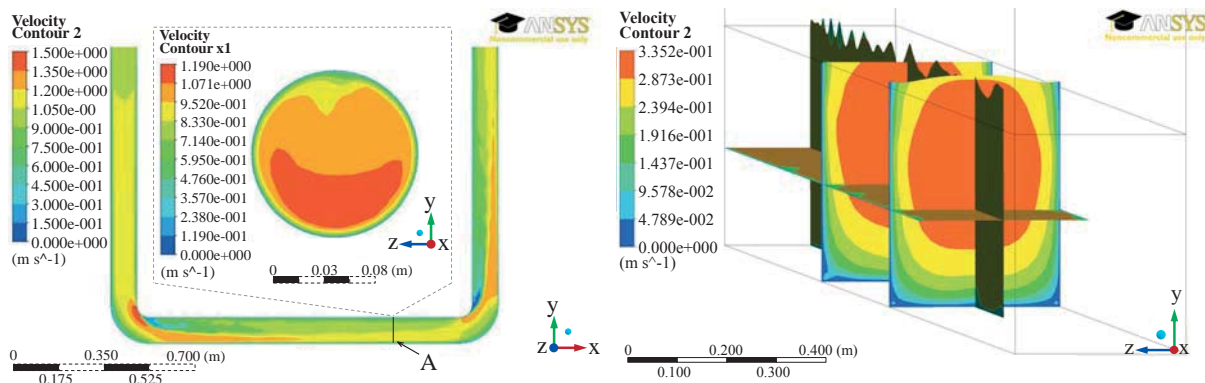 Velocity
Contour 2
1.500e+000
1.350e+000
1.200e+000
1.050e-00
9.000e-001
7.500e-001
6.000e-001
4.500e-001
3.000e-001
1.500e-001
0.000e+000
(m s^-1)
Velocity
Contour x1
1.190e+000
1.071e+000
9.520e-001
8.330e-001
7.140e-001
5.950e-001
4.760e-001
3.570e-001
2.380e-001
1.190e-001
0.000e+000
(m s^-1)
ANSYS
Noncommercial use only
y
Z
X
0 0.03 0.08 (m)
A
y
Z
X
0 0.350 0.700 (m)
0.175 0.525
Velocity
Contour 2
3.352e-001
2.873e-001
2.394e-001
1.916e-001
1.437e-001
9.578e-002
4.789e-002
0.000e+000
(m s^-1)
ANSYS
Noncommercial use only
y
Z
X
0 0.200 0.400 (m)
0.100 0.300